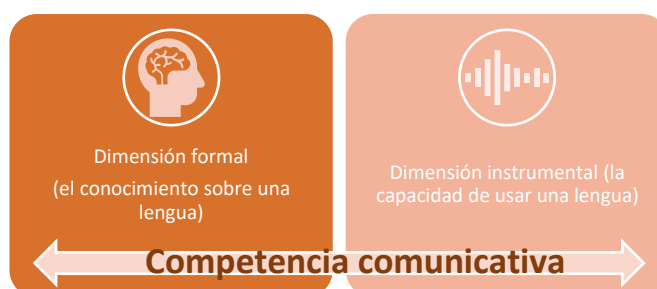 Dimensión formal
(el conocimiento sobre una
lengua)
Dimensión instrumental (la
capacidad de usar una lengua)
Competencia comunicativa